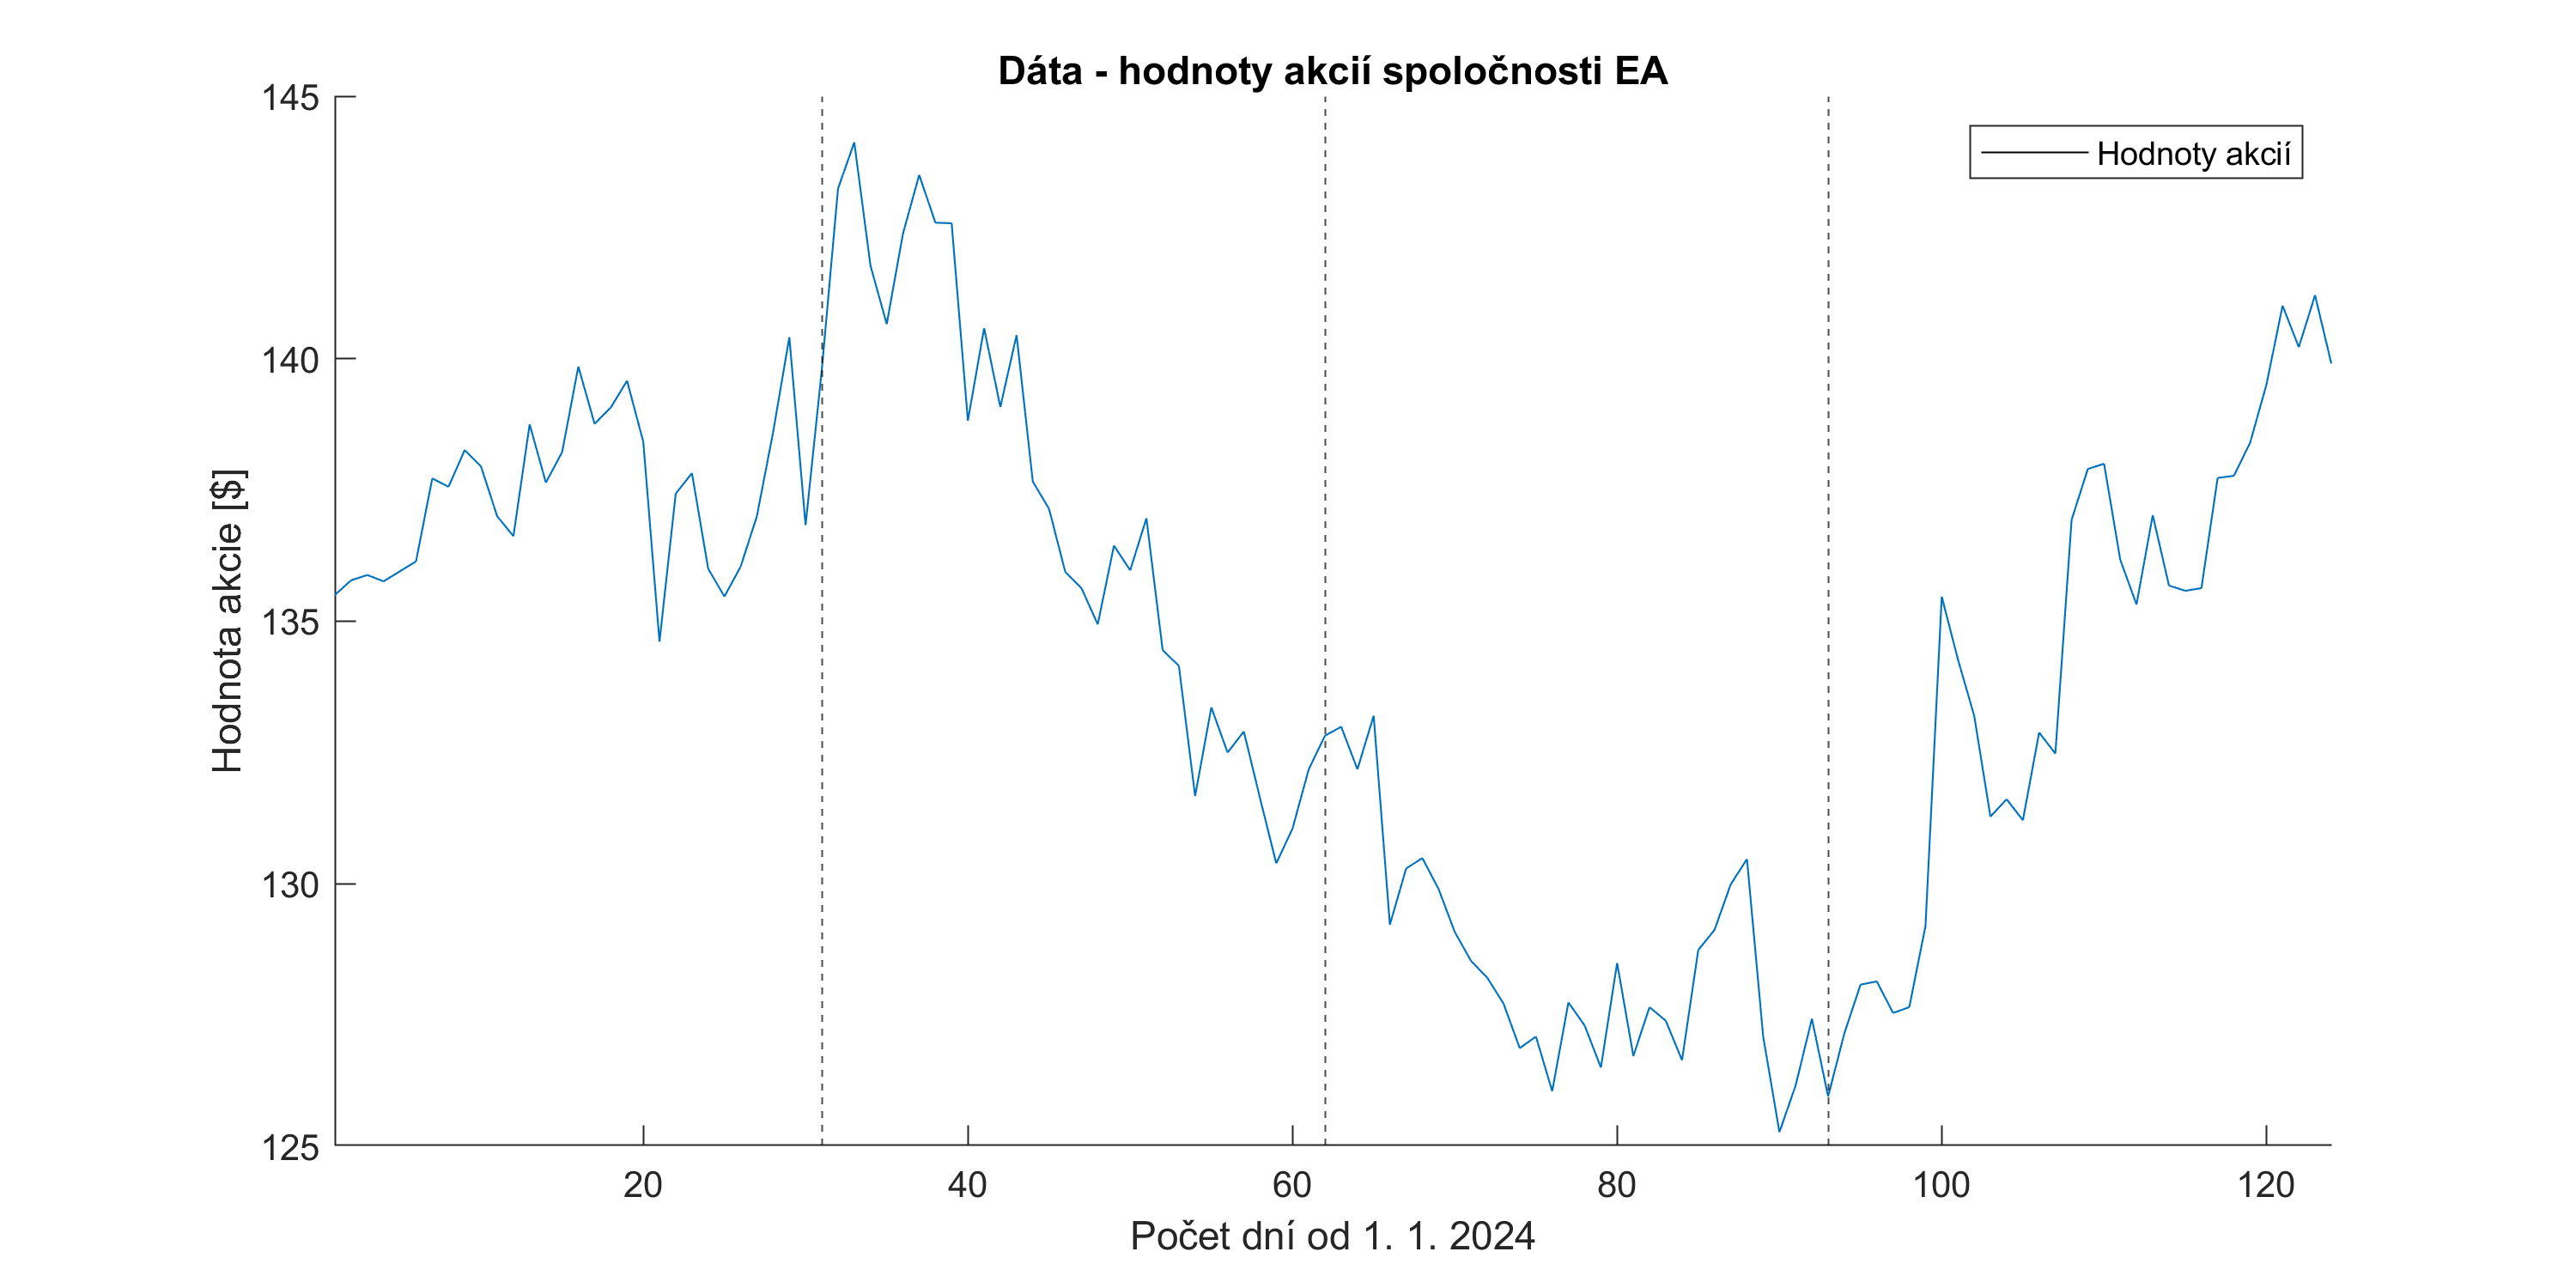 Dáta - hodnoty akcií spoločnosti EA
Hodnoty akcií
Hodnota akcie [$]
145
140
135
130
125
20 40 60 80 100 120
Počet dní od 1. 1. 2024